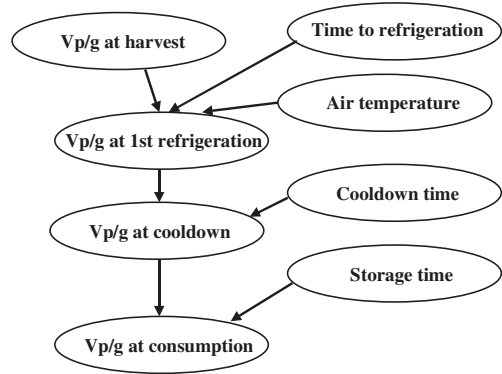 Time to refrigeration
Vp/g at harvest
Air temperature
Vp/g at 1st refrigeration
Cooldown time
Vp/g at cooldown
Storage time
Vp/g at consumption